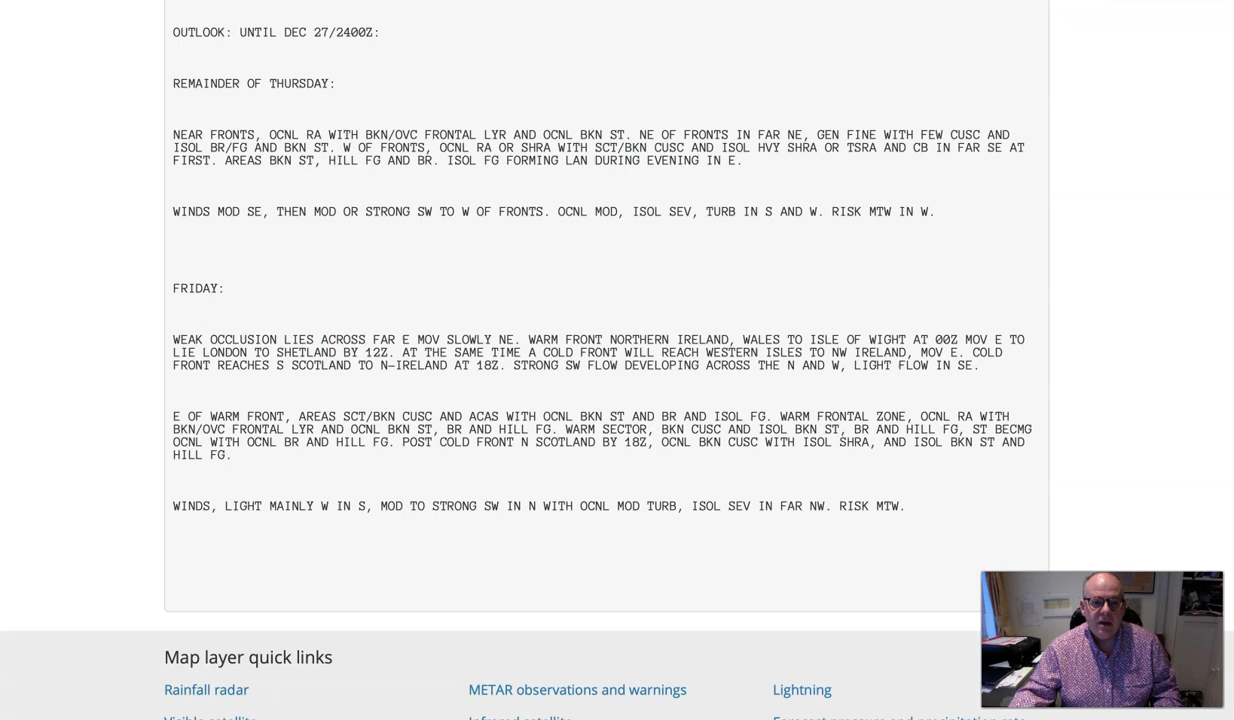 OUTLOOK: UNTIL DEC 27/2400Z:
REMAINDER OF THURSDAY:
NEAR FRONTS, OCNL RA WITH BKN/OVC FRONTAL LYR AND OCNL BKN ST. NE OF FRONTS IN FAR NE, GEN FINE WITH FEW CUSC AND
ISOL BR/FG AND BKN ST. W OF FRONTS, OCNL RA OR SHRA WITH SCT/BKN CUSC AND ISOL HVY SHRA OR TSRA AND CB IN FAR SE AT
FIRST. AREAS BKN ST, HILL FG AND BR. ISOL FG FORMING LAN DURING EVENING IN E.
WINDS MOD SE, THEN MOD OR STRONG SW TO W OF FRONTS. OCNL MOD, ISOL SEV, TURB IN S AND W. RISK MTW IN W.
FRIDAY:
WEAK OCCLUSION LIES ACROSS FAR E MOV SLOWLY NE. WARM FRONT NORTHERN IRELAND, WALES TO ISLE OF WIGHT AT 00Z MOV E TO
LIE LONDON TO SHETLAND BY 12Z. AT THE SAME TIME A COLD FRONT WILL REACH WESTERN ISLES TO NW IRELAND, MOV E. COLD
FRONT REACHES S SCOTLAND TO N-IRELAND AT 18Z. STRONG SW FLOW DEVELOPING ACROSS THE N AND W, LIGHT FLOW IN SE.
E OF WARM FRONT, AREAS SCT/BKN CUSC AND ACAS WITH OCNL BKN ST AND BR AND ISOL FG. WARM FRONTAL ZONE, OCNL RA WITH
BKN/OVC FRONTAL LYR AND OCNL BKN ST, BR AND HILL FG. WARM SECTOR, BKN CUSC AND ISOL BKN ST, BR AND HILL FG, ST BECMG
OCNL WITH OCNL BR AND HILL FG. POST COLD FRONT N SCOTLAND BY 18Z, OCNL BKN CUSC WITH ISOL SHRA, AND ISOL BKN ST AND
HILL FG.
WINDS, LIGHT MAINLY W IN S, MOD TO STRONG SW IN N WITH OCNL MOD TURB, ISOL SEV IN FAR NW. RISK MTW.
Map layer quick links
Rainfall radar METAR observations and warnings Lightning